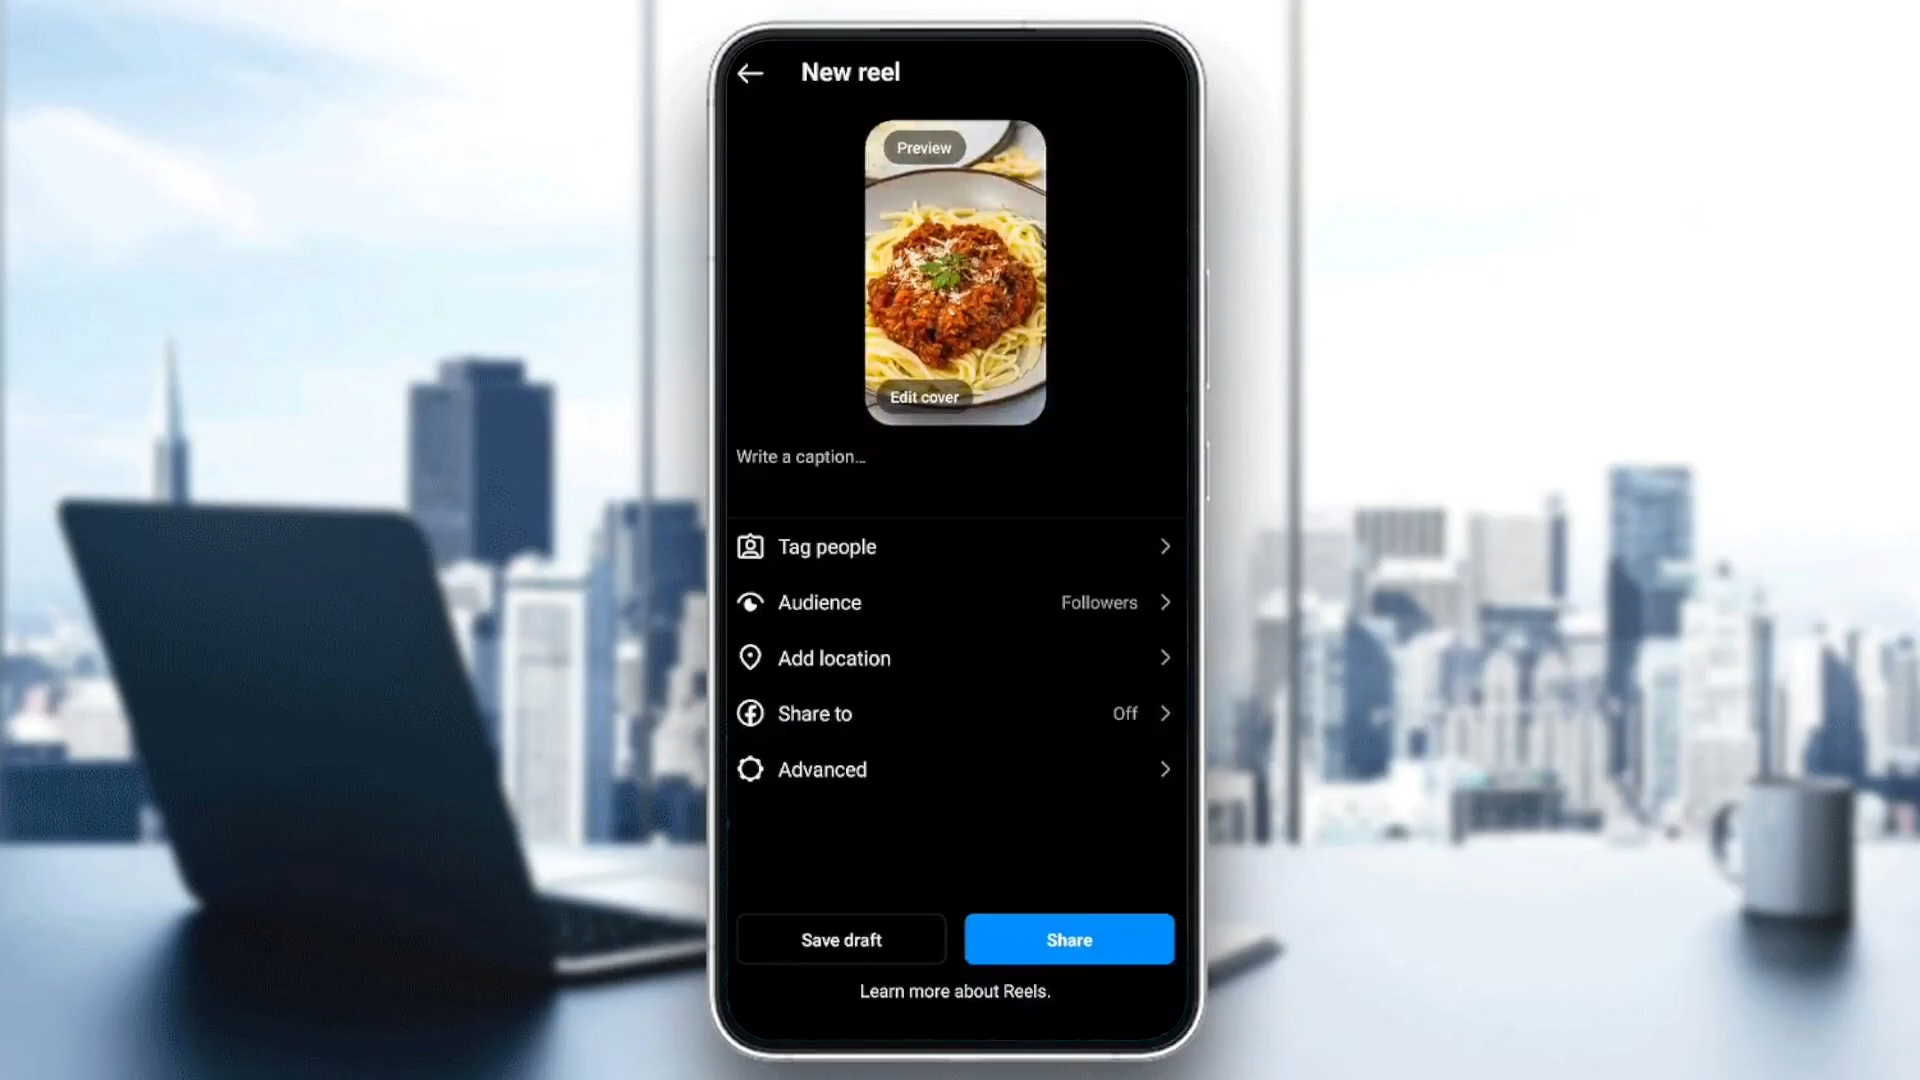 New reel
Preview
Edit cover
Write a caption...
Tag people
Audience Followers
Add location
Share to Off
Advanced
Save draft Share
Learn more about Reels.